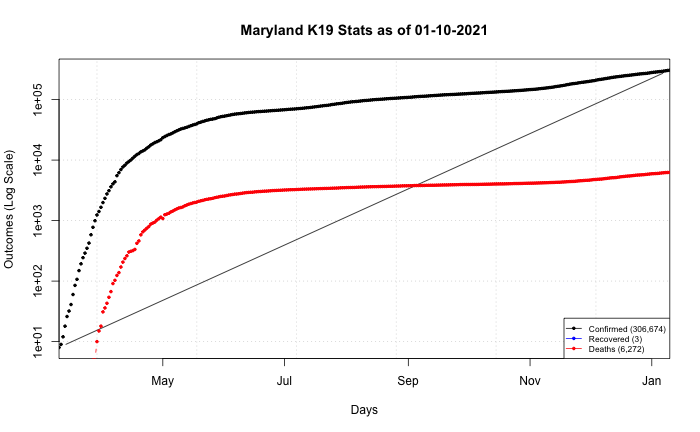 Maryland K19 Stats as of 01-10-2021
Outcomes (Log Scale)
1e+05
1e+04
1e+03
1e+02
1e+01
Confirmed (306,674)
Recovered (3)
Deaths (6,272)
May Jul Sep Nov Jan
Days